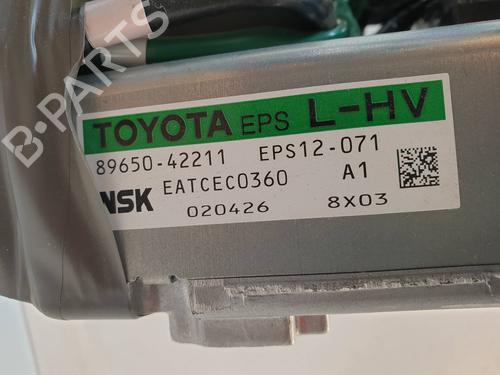 B-PARTS
TOYOTA EPS L-HV
89650-42211 EPS12-071
NSK EATCEC0360 A1
020426 8X03